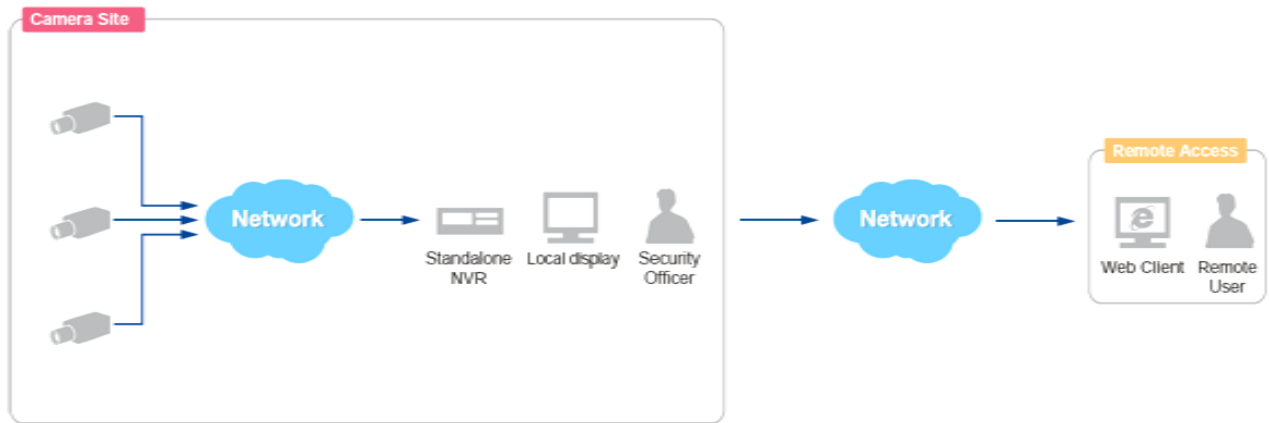 Camera Site
Remote Access
Network
Network
Standalone
NVR
Local display
Security
Officer
Web Client
Remote
User